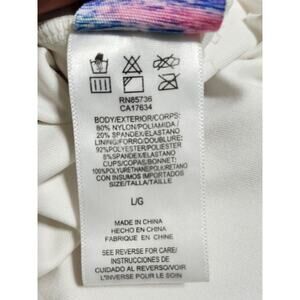 RN85736
CA17634
BODY/EXTERIOR/CORPS:
80% NYLON/POLIAMIDA/
20% SPANDEX/ELASTANO
LINING/FORRO/DOUBLURE:
92%POLYESTER/POLIESTER
8%SPANDEX/ELASTANO
CUPS/COPAS/BONNET:
100%POLYURETHANE/POLIURETANO
CON INSUMOS IMPORTADOS
SIZE/TALLA/TAILLE
L/G
MADE IN CHINA
HECHO EN CHINA
FABRIQUE EN CHINE
SEE REVERSE FOR CARE/
INSTRUCCIONES DE
CUIDADO AL REVERSO/VOIR
L'INVERSE POUR LE SOIN